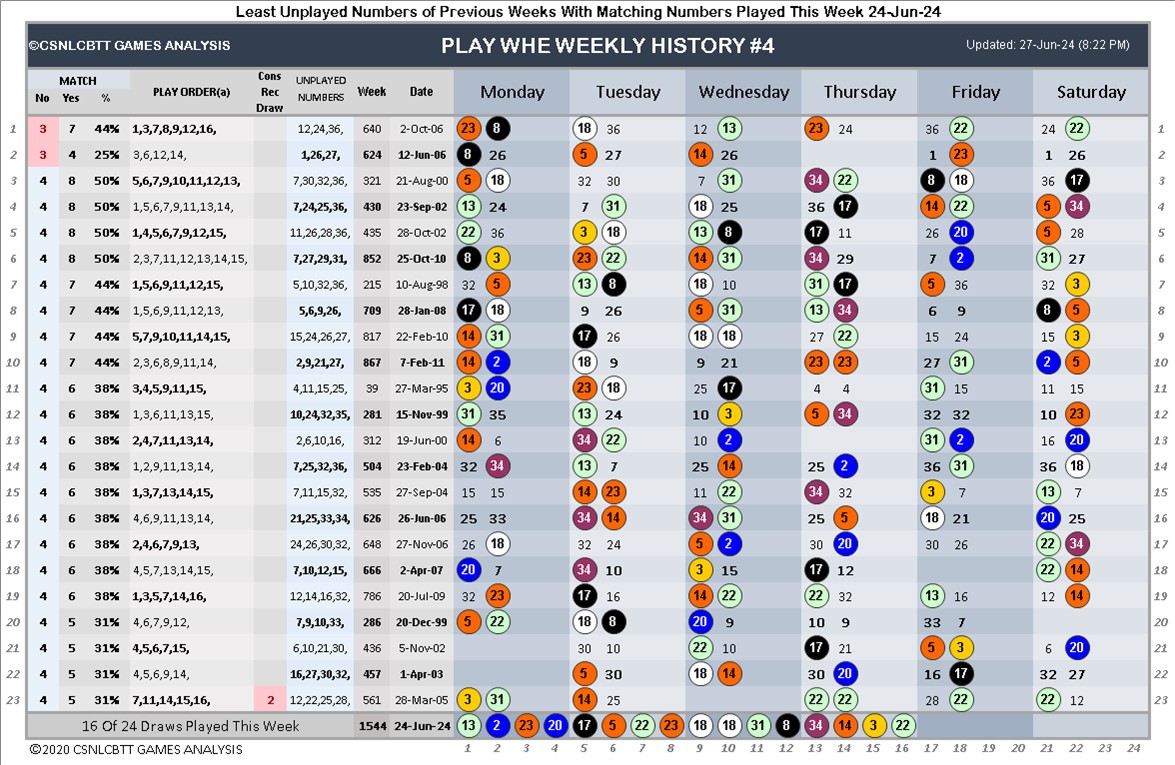 Least Unplayed Numbers of Previous Weeks With Matching Numbers Played This Week 24-Jun-24
©CSNLCBTT GAMES ANALYSIS PLAY WHE WEEKLY HISTORY #4 Updated: 27-Jun-24 (8:22 PM)
MATCH
No Yes % PLAY ORDER(a) Cons Rec Draw UNPLAYED NUMBERS Week Date Monday Tuesday Wednesday Thursday Friday Saturday
1 3 7 44% 1,3,7,8,9,12,16, 12,24,36, 640 2-Oct-06 23 8 18 36 12 13 23 24 36 22 24 22 1
2 3 4 25% 3,6,12,14, 1,26,27, 624 12-Jun-06 8 26 5 27 14 26 1 23 1 26 2
3 4 8 50% 5,6,7,9,10,11,12,13, 7,30,32,36, 321 21-Aug-00 5 18 32 30 7 31 34 22 8 18 36 17 3
4 4 8 50% 1,5,6,7,9,11,13,14, 7,24,25,36, 430 23-Sep-02 13 24 7 31 18 25 36 17 14 22 5 34 4
5 4 8 50% 1,4,5,6,7,9,12,15, 11,26,28,36, 435 28-Oct-02 22 36 3 18 13 8 17 11 26 20 5 28 5
6 4 8 50% 2,3,7,11,12,13,14,15, 7,27,29,31, 852 25-Oct-10 8 3 23 22 14 31 34 29 7 2 31 27 6
7 4 7 44% 1,5,6,9,11,12,15, 5,10,32,36, 215 10-Aug-98 32 5 13 8 18 10 31 17 5 36 32 3 7
8 4 7 44% 1,5,6,9,11,12,13, 5,6,9,26, 709 28-Jan-08 17 18 9 26 5 31 13 34 6 9 8 5 8
9 4 7 44% 5,7,9,10,11,14,15, 15,24,26,27, 817 22-Feb-10 14 31 17 26 18 18 27 22 15 24 15 3 9
10 4 7 44% 2,3,6,8,9,11,14, 2,9,21,27, 867 7-Feb-11 14 2 18 9 9 21 23 23 27 31 2 5 10
11 4 6 38% 3,4,5,9,11,15, 4,11,15,25, 39 27-Mar-95 3 20 23 18 25 17 4 4 31 15 11 15 11
12 4 6 38% 1,3,6,11,13,15, 10,24,32,35, 281 15-Nov-99 31 35 13 24 10 3 5 34 32 32 10 23 12
13 4 6 38% 2,4,7,11,13,14, 2,6,10,16, 312 19-Jun-00 14 6 34 22 10 2 31 2 16 20 13
14 4 6 38% 1,2,9,11,13,14, 7,25,32,36, 504 23-Feb-04 32 34 13 7 25 14 25 2 36 31 36 18 14
15 4 6 38% 1,3,7,13,14,15, 7,11,15,32, 535 27-Sep-04 15 15 14 23 11 22 34 32 3 7 13 7 15
16 4 6 38% 4,6,9,11,13,14, 21,25,33,34, 626 26-Jun-06 25 33 34 14 34 31 25 5 18 21 20 25 16
17 4 6 38% 2,4,6,7,9,13, 24,26,30,32, 648 27-Nov-06 26 18 32 24 5 2 30 20 30 26 22 34 17
18 4 6 38% 4,5,7,13,14,15, 7,10,12,15, 666 2-Apr-07 20 7 34 10 3 15 17 12 22 14 18
19 4 6 38% 1,3,5,7,14,16, 12,14,16,32, 786 20-Jul-09 32 23 17 16 14 22 22 32 13 16 12 14 19
20 4 5 31% 4,6,7,9,12, 7,9,10,33, 286 20-Dec-99 5 22 18 8 20 9 10 9 33 7 20
21 4 5 31% 4,5,6,7,15, 6,10,21,30, 436 5-Nov-02 30 10 22 10 17 21 5 3 6 20 21
22 4 5 31% 4,5,6,9,14, 16,27,30,32, 457 1-Apr-03 5 30 18 14 30 20 16 17 32 27 22
23 4 5 31% 7,11,14,15,16, 2 12,22,25,28, 561 28-Mar-05 3 31 14 25 22 22 28 22 22 12 23
16 Of 24 Draws Played This Week 1544 24-Jun-24 13 2 23 20 17 5 22 23 18 18 31 8 34 14 3 22
©2020 CSNLCBTT GAMES ANALYSIS 1 2 3 4 5 6 7 8 9 10 11 12 13 14 15 16 17 18 19 20 21 22 23 24